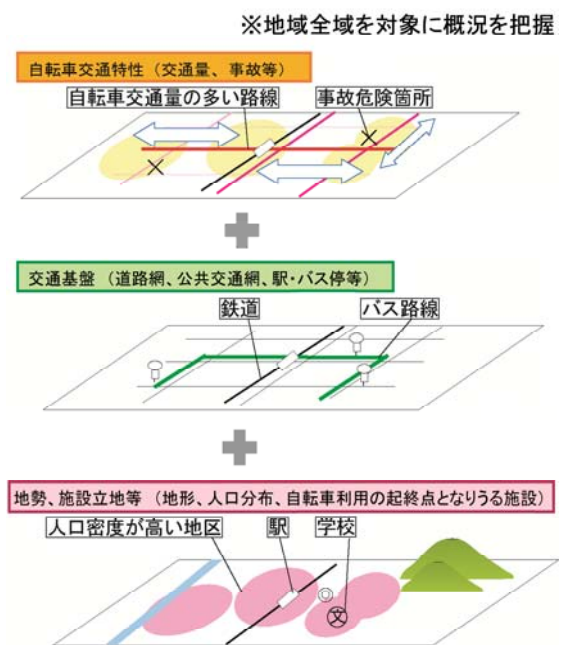 ※地域全域を対象に概況を把握
自転車交通特性（交通量、事故等）
自転車交通量の多い路線
事故危険箇所
交通基盤（道路網、公共交通網、駅・バス停等）
鉄道
バス路線
地勢、施設立地等（地形、人口分布、自転車利用の起終点となりうる施設）
人口密度が高い地区
駅
学校
文